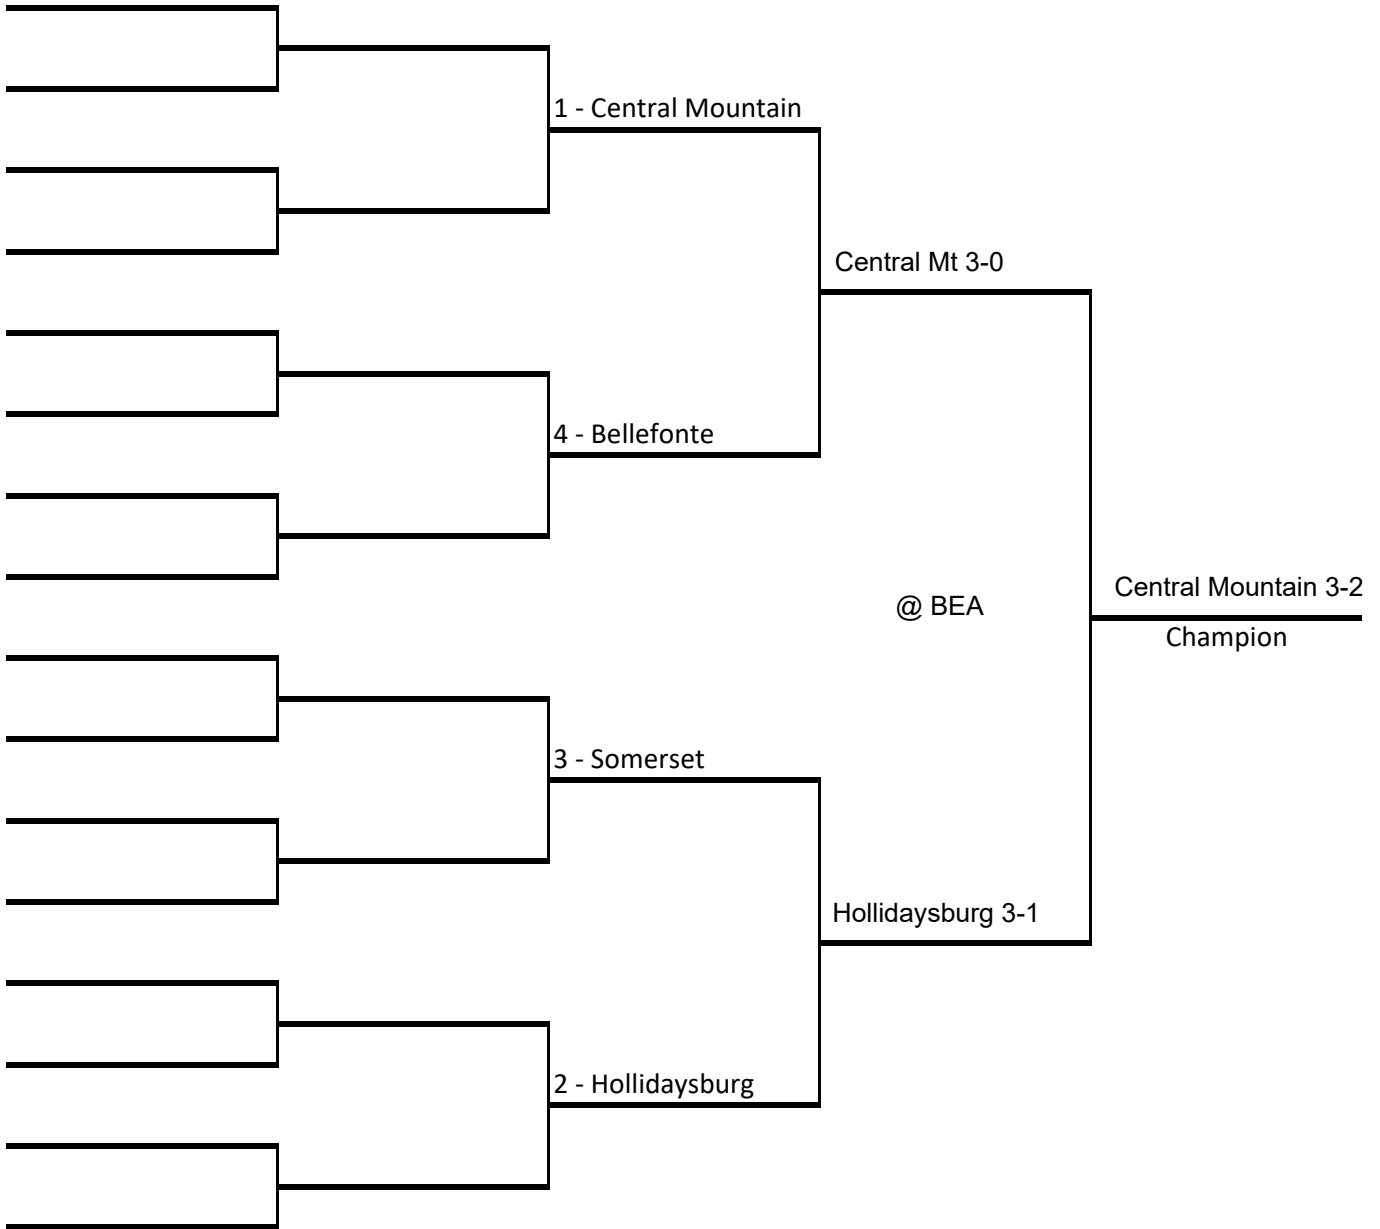 1 - Central Mountain
Central Mt 3-0
4 - Bellefonte
Central Mountain 3-2
@ BEA
Champion
3 - Somerset
Hollidaysburg 3-1
2 - Hollidaysburg